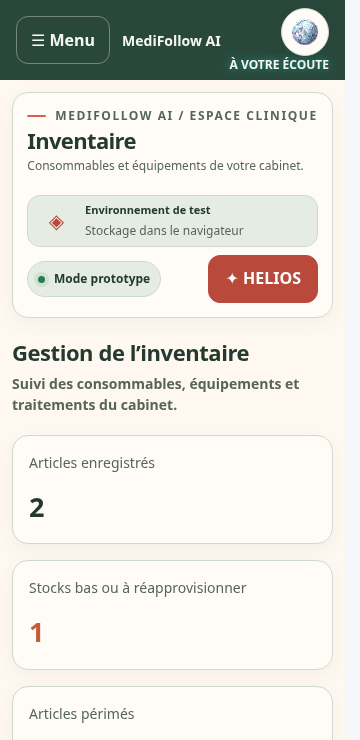 ☰ Menu
MediFollow AI
À VOTRE ÉCOUTE
MEDIFOLLOW AI / ESPACE CLINIQUE
Inventaire
Consommables et équipements de votre cabinet.
Environnement de test
Stockage dans le navigateur
Mode prototype
✦ HELIOS
Gestion de l’inventaire
Suivi des consommables, équipements et
traitements du cabinet.
Articles enregistrés
2
Stocks bas ou à réapprovisionner
1
Articles périmés